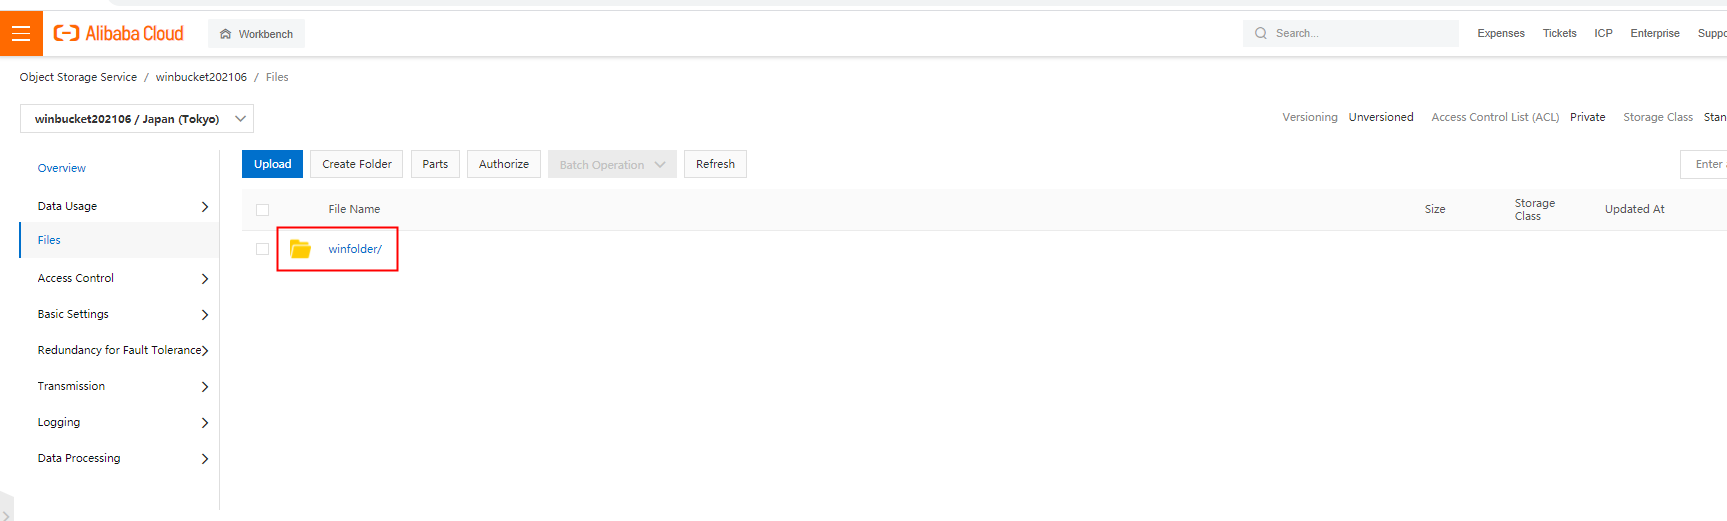 Alibaba Cloud Workbench Search... Expenses Tickets ICP Enterprise
Object Storage Service / winbucket202106 / Files
winbucket202106 / Japan (Tokyo) Versioning Unversioned Access Control List (ACL) Private Storage Class Stan
Overview
Data Usage
Files
Access Control
Basic Settings
Redundancy for Fault Tolerance
Transmission
Logging
Data Processing
Upload Create Folder Parts Authorize Batch Operation Refresh Enter
File Name Size Storage Class Updated At
winfolder/